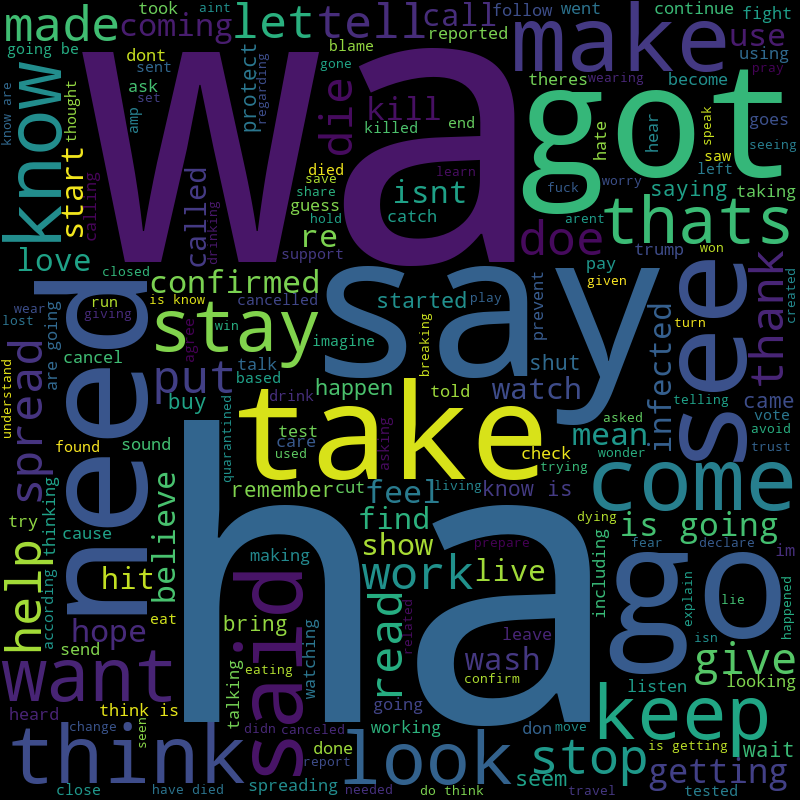 took
aint
going be
went
follow
continue
fight
made
coming
let
tell
call
reported
make
use
dont
sent
blame
gone
protect
regarding
theres
wearing
become
pray
using
ask
set
amp
die
kill
killed
end
hate
hear
speak
goes
seeing
know are
know
thought
start
calling
wa
got
saw
left
died
save
share
learn
isnt
fuck
worry
saying
taking
called
drinking
guess
hold
catch
re
arent
doe
thats
love
support
trump
won
closed
confirmed
say
pay
given
see
thank
created
wear
run
is know
cancelled
started
play
prevent
infected
lost
giving
need
stay
win
agree
imagine
breaking
shut
turn
are going
cancel
talk
based
put
happen
told
watch
came
telling
understand
spread
buy
drink
take
asked
vote
found
sound
test
care
asking
check
mean
avoid
quarantined
used
trying
wonder
trust
try
believe
remember
cut
feel
living
know is
come
cause
ha
find
dying
is going
help
according
thinking
hit
making
show
prepare
including
fear
declare
im
work
live
go
explain
happened
eat
lie
hope
bring
read
related
leave
isn
send
want
said
talking
eating
watching
wash
confirm
give
looking
heard
think is
going
listen
keep
change
seen
didn
canceled
working
don
move
think
done
report
look
stop
is getting
wait
close
have died
spreading
needed
do think
seem
travel
getting
tested